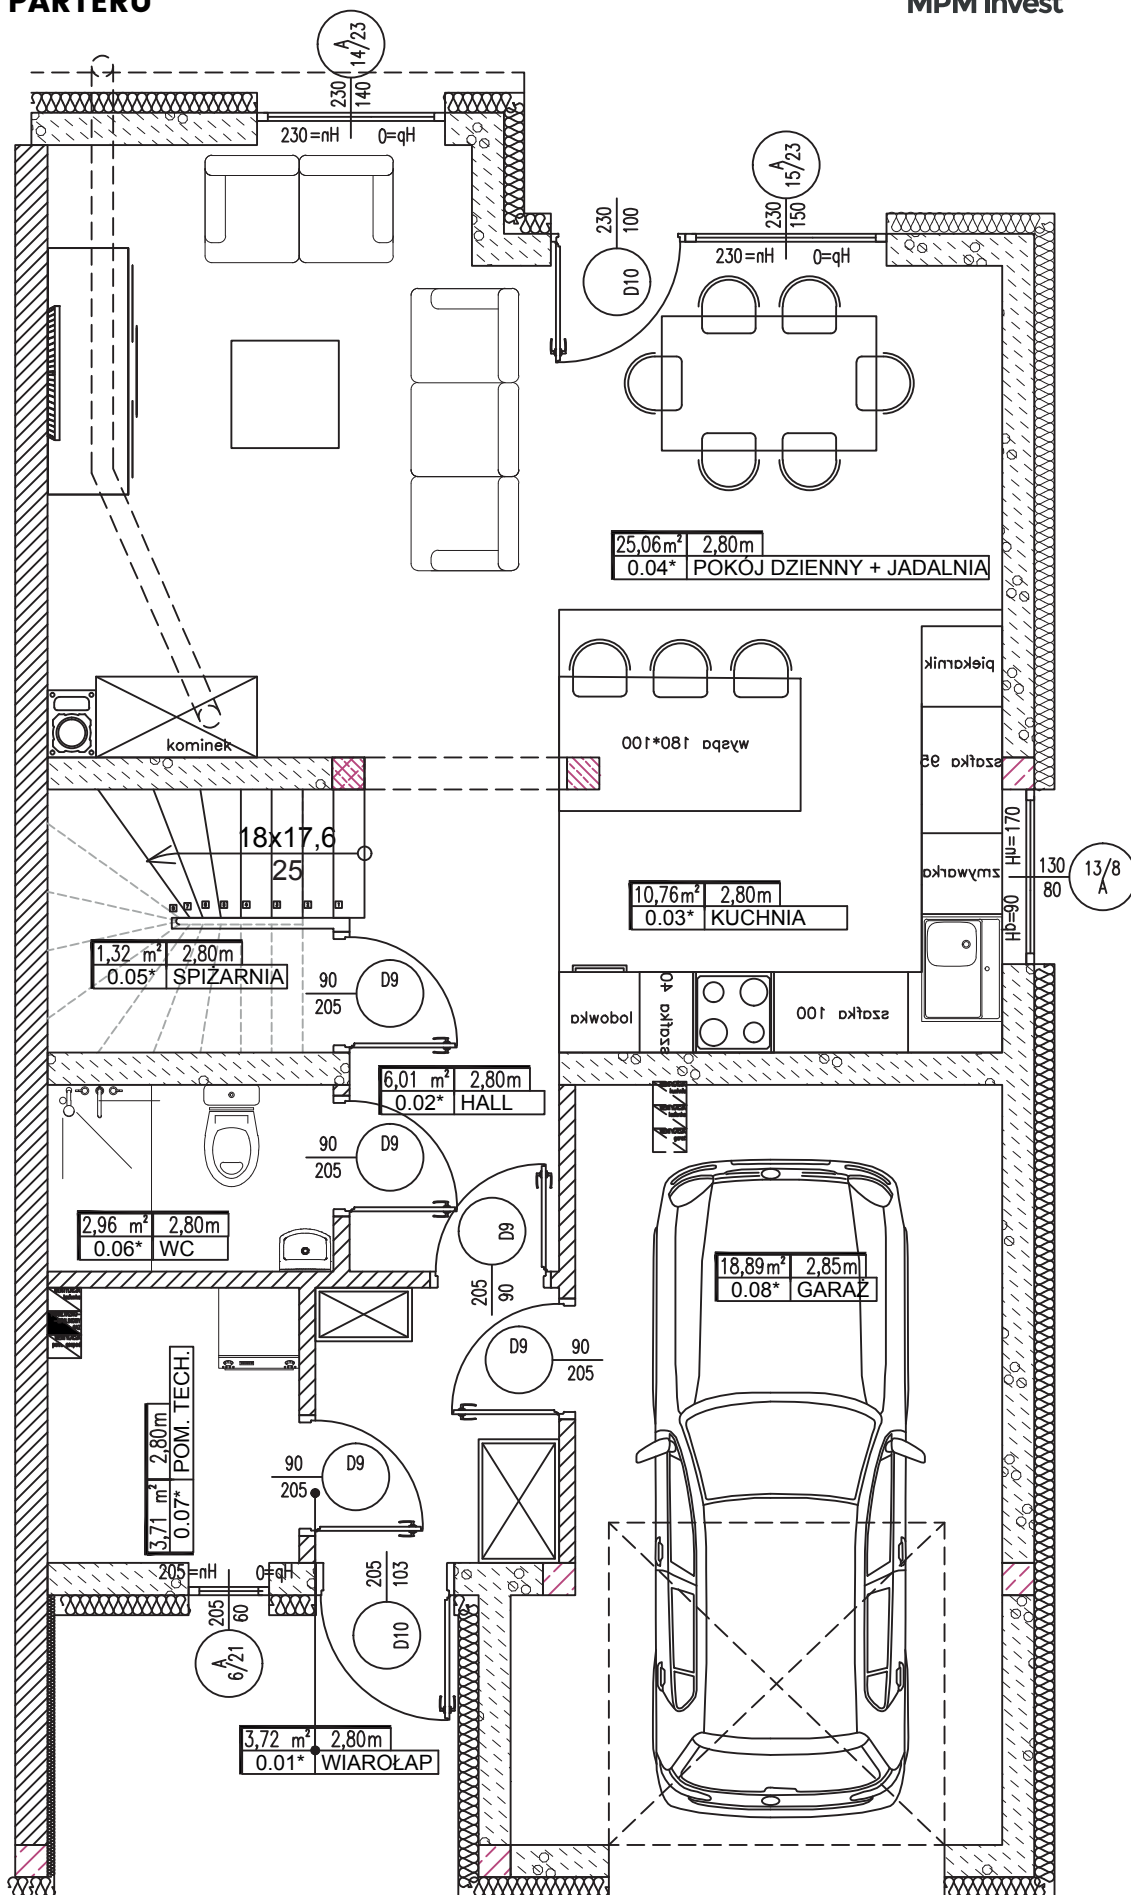 PARTERU
MPM Invest
A
14/23
230
140
230=nH
0=qH
A
15/23
230
150
230=nH
0=qH
230
100
D10
25,06m² 2,80m
0.04* POKÓJ DZIENNY + JADALNIA
piekarnik
wyspa 180*100
szafka 95
kominek
18x17,6
25
Hn=170
130
80
13/8
A
Hb=90
zmywarka
10,76m² 2,80m
0.03* KUCHNIA
1,32 m² 2,80m
0.05* SPIŻARNIA
90
205
D9
lodowka
szafka 40
szafka 100
6,01 m² 2,80m
0.02* HALL
90
205
D9
2,96 m² 2,80m
0.06* WC
D9
205
90
18,89m² 2,85m
0.08* GARAŻ
D9
90
205
3,71 m² 2,80m
0.07* POM. TECH.
90
205
D9
205=nH
0=qH
205
60
A
6/21
205
103
D10
3,72 m² 2,80m
0.01* WIAROŁAP